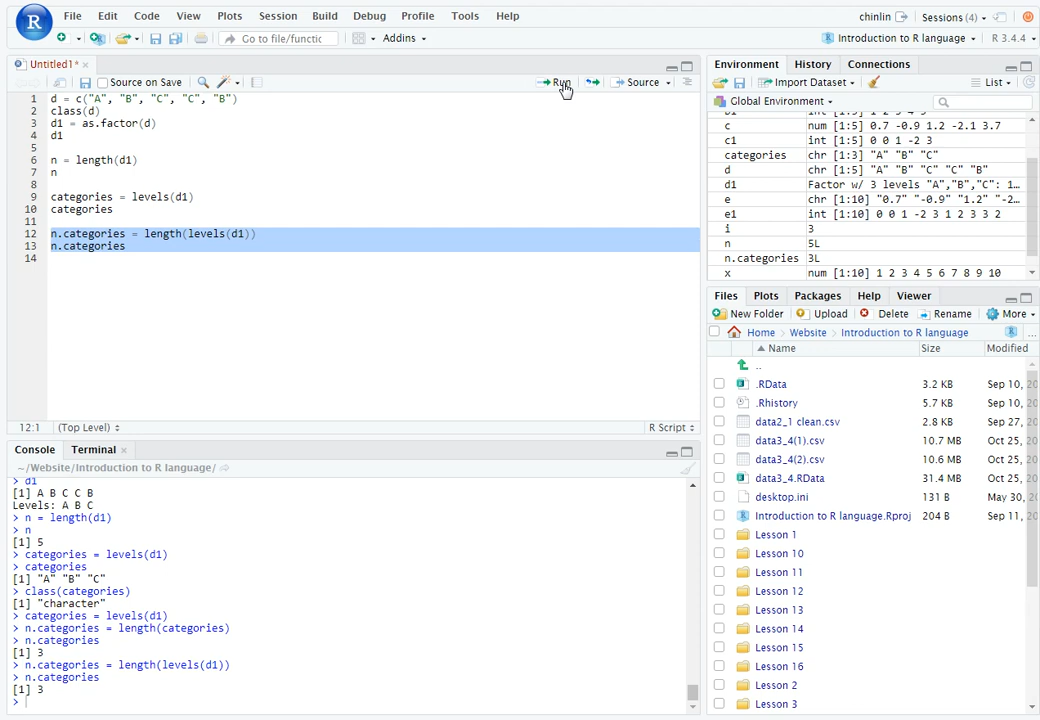 File Edit Code View Plots Session Build Debug Profile Tools Help
chinlin Sessions (4)
Go to file/functic Addins
Introduction to R language R 3.4.4
Untitled1*
Source on Save Run Source
1 d = c("A", "B", "C", "C", "B")
2 class(d)
3 d1 = as.factor(d)
4 d1
5
6 n = length(d1)
7 n
8
9 categories = levels(d1)
10 categories
11
12 n.categories = length(levels(d1))
13 n.categories
14
12:1 (Top Level) R Script
Console Terminal
~/Website/Introduction to R language/
> d1
[1] A B C C B
Levels: A B C
> n = length(d1)
> n
[1] 5
> categories = levels(d1)
> categories
[1] "A" "B" "C"
> class(categories)
[1] "character"
> categories = levels(d1)
> n.categories = length(categories)
> n.categories
[1] 3
> n.categories = length(levels(d1))
> n.categories
[1] 3
>
Environment History Connections
Import Dataset List
Global Environment
c num [1:5] 0.7 -0.9 1.2 -2.1 3.7
c1 int [1:5] 0 0 1 -2 3
categories chr [1:3] "A" "B" "C"
d chr [1:5] "A" "B" "C" "C" "B"
d1 Factor w/ 3 levels "A","B","C": 1…
e chr [1:10] "0.7" "-0.9" "1.2" "-2…
e1 int [1:10] 0 0 1 -2 3 1 2 3 3 2
i 3
n 5L
n.categories 3L
x num [1:10] 1 2 3 4 5 6 7 8 9 10
Files Plots Packages Help Viewer
New Folder Upload Delete Rename More
Home Website Introduction to R language ...
Name Size Modified
..
.RData 3.2 KB Sep 10, 20
.Rhistory 5.7 KB Sep 10, 20
data2_1 clean.csv 2.8 KB Sep 27, 20
data3_4(1).csv 10.7 MB Oct 25, 20
data3_4(2).csv 10.6 MB Oct 25, 20
data3_4.RData 31.4 MB Oct 25, 20
desktop.ini 131 B May 30, 20
Introduction to R language.Rproj 204 B Sep 11, 20
Lesson 1
Lesson 10
Lesson 11
Lesson 12
Lesson 13
Lesson 14
Lesson 15
Lesson 16
Lesson 2
Lesson 3